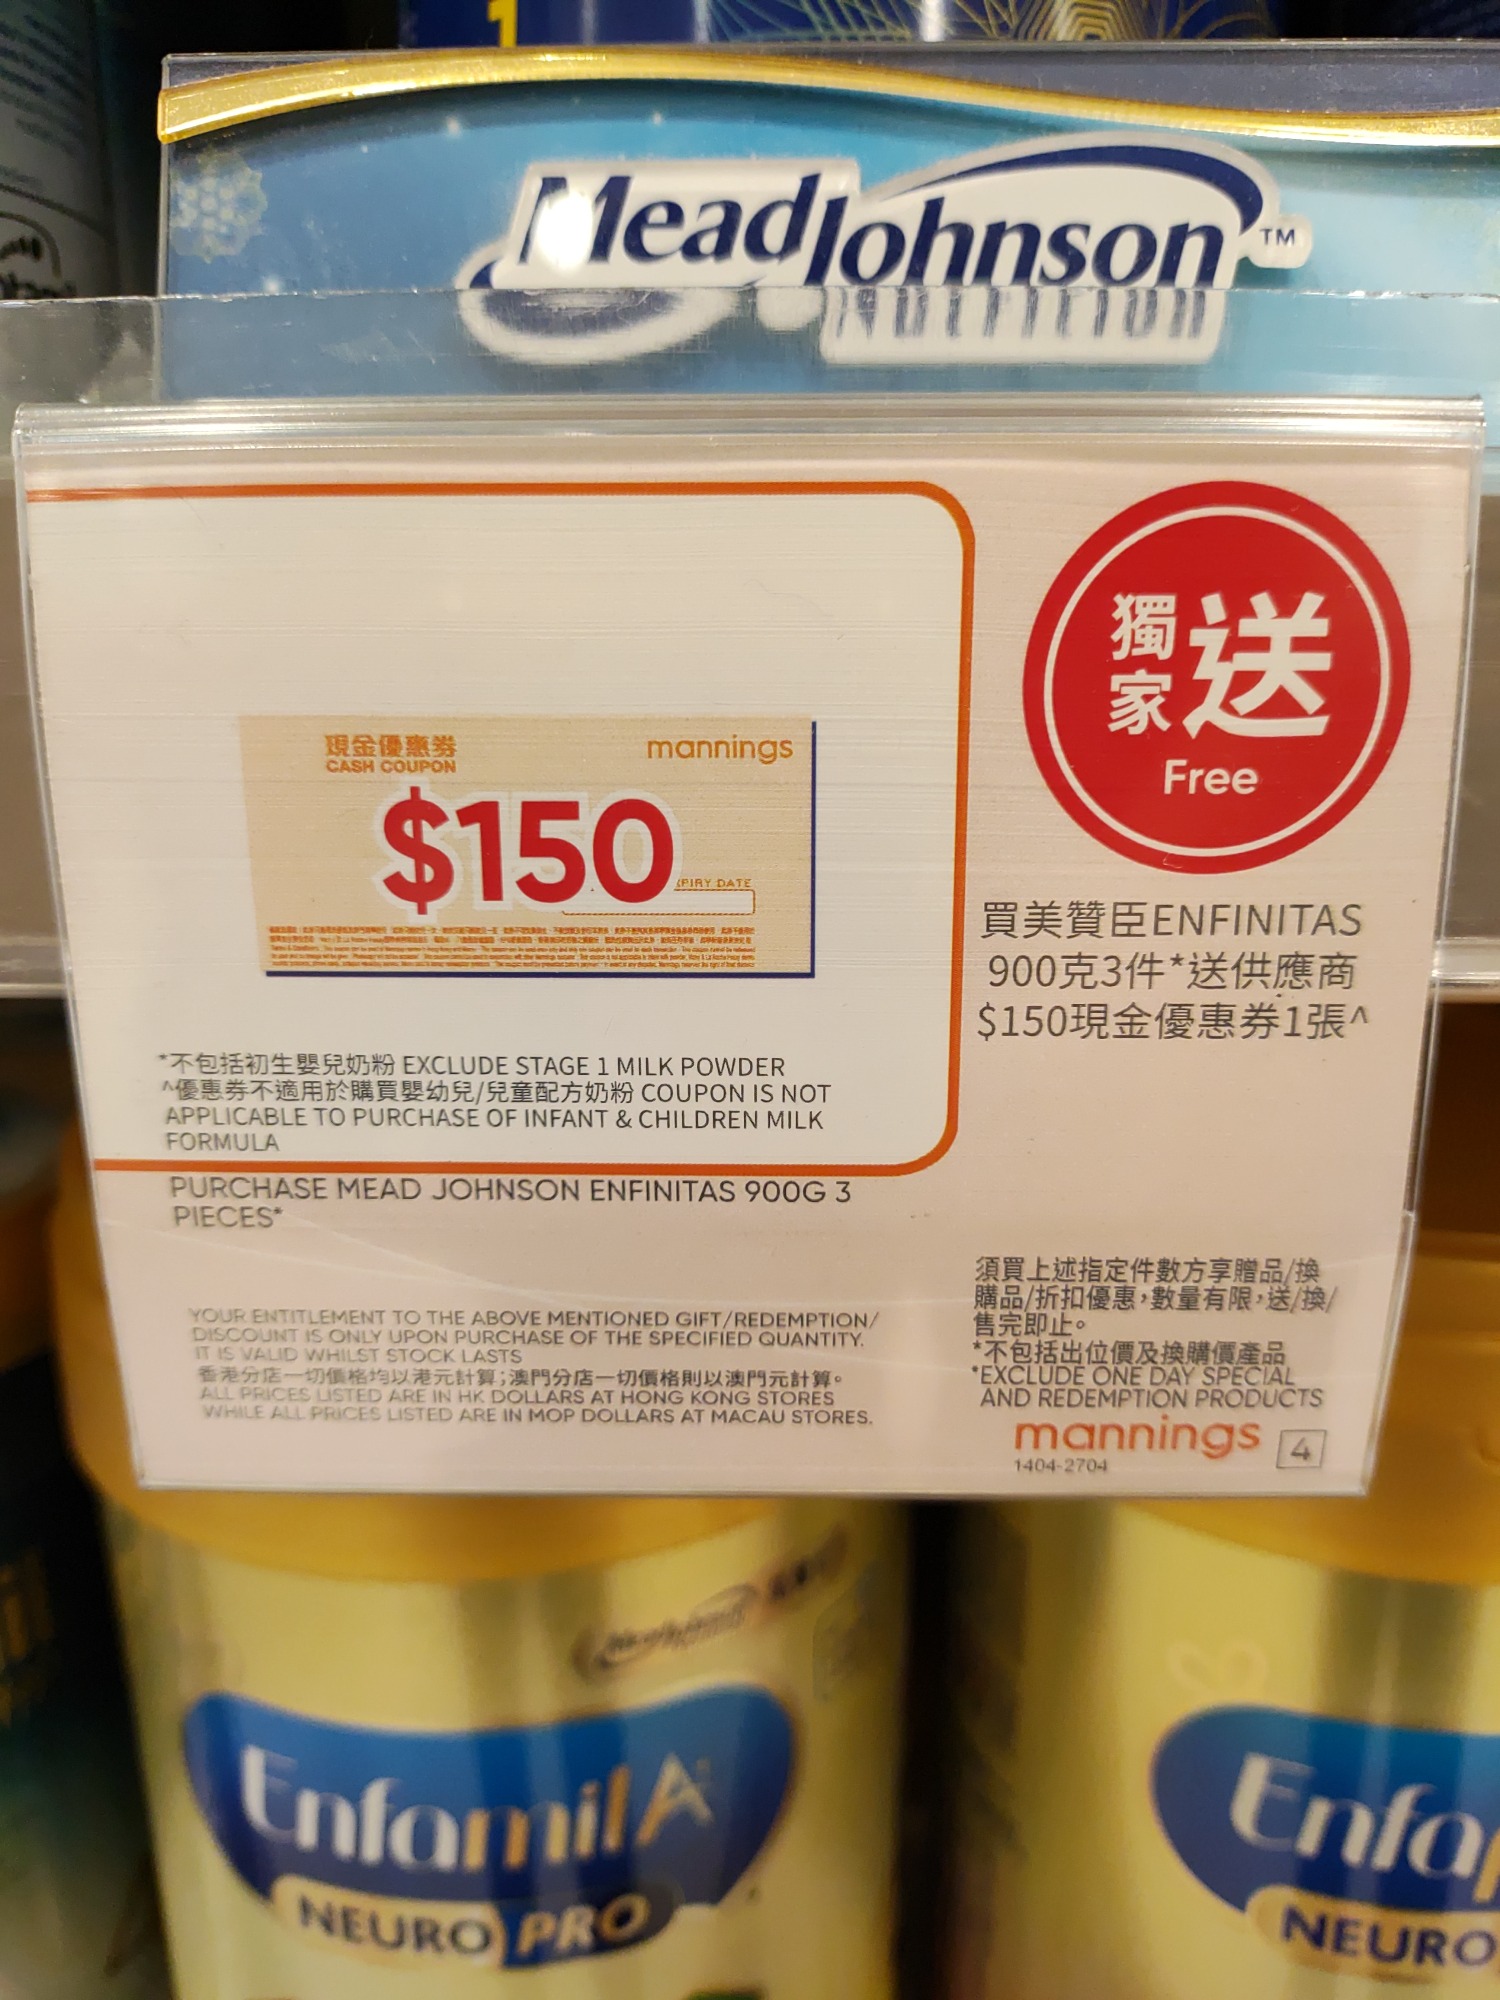 1
MeadJohnson™
NUTRITION
獨家送
Free
現金優惠券
CASH COUPON
mannings
$150
PIRY DATE
買美贊臣ENFINITAS
900克3件*送供應商
$150現金優惠券1張^
*不包括初生嬰兒奶粉 EXCLUDE STAGE 1 MILK POWDER
^優惠券不適用於購買嬰幼兒/兒童配方奶粉 COUPON IS NOT
APPLICABLE TO PURCHASE OF INFANT & CHILDREN MILK
FORMULA
PURCHASE MEAD JOHNSON ENFINITAS 900G 3
PIECES*
YOUR ENTITLEMENT TO THE ABOVE MENTIONED GIFT/REDEMPTION/
DISCOUNT IS ONLY UPON PURCHASE OF THE SPECIFIED QUANTITY.
IT IS VALID WHILST STOCK LASTS
香港分店一切價格均以港元計算；澳門分店一切價格則以澳門元計算。
ALL PRICES LISTED ARE IN HK DOLLARS AT HONG KONG STORES
WHILE ALL PRICES LISTED ARE IN MOP DOLLARS AT MACAU STORES.
須買上述指定件數方享贈品/換
購品/折扣優惠，數量有限，送/換/
售完即止。
*不包括出位價及換購價產品
*EXCLUDE ONE DAY SPECIAL
AND REDEMPTION PRODUCTS
mannings 4
1404-2704
MeadJohnson
Enfamil A+
NEURO PRO
Enfa
NEURO